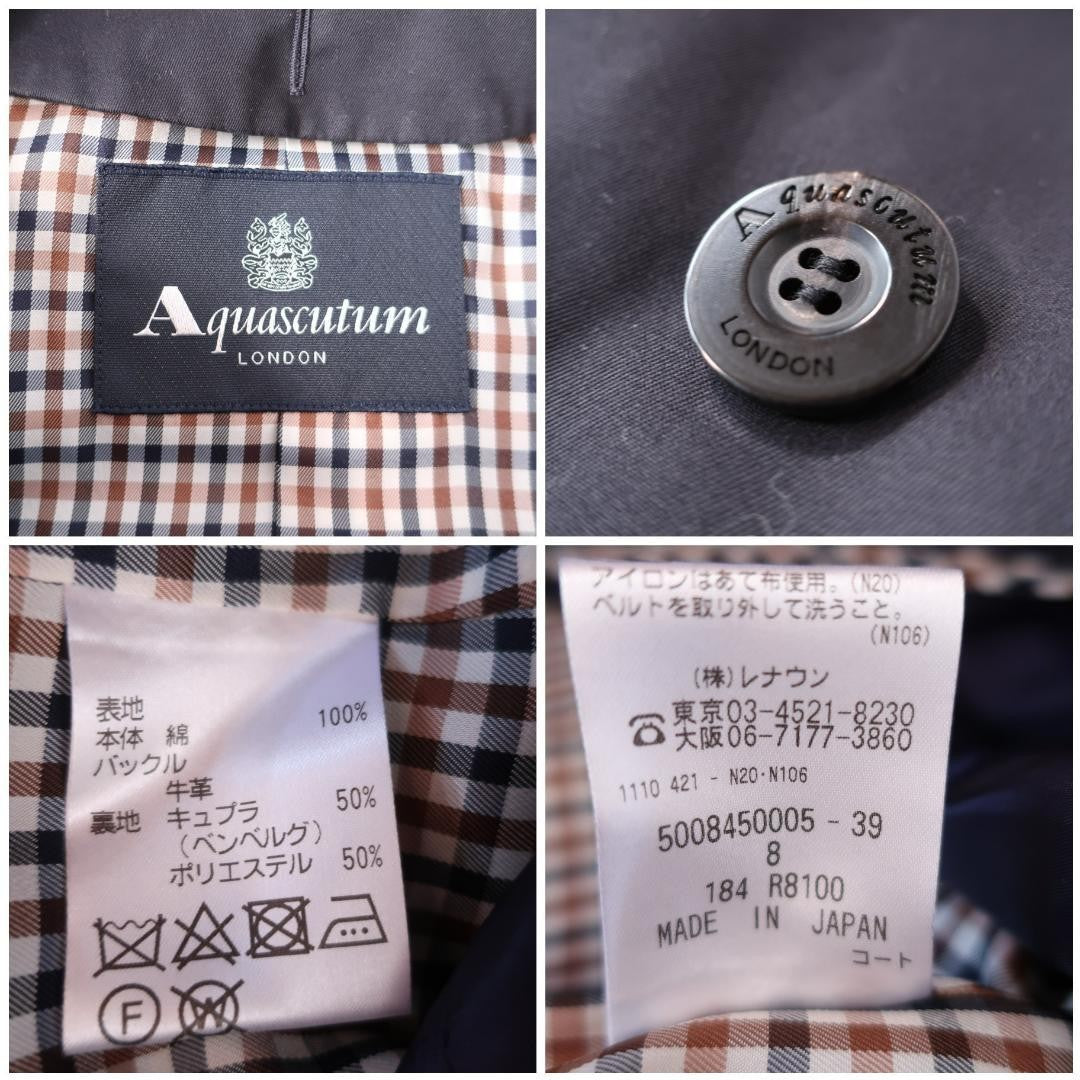 Aquascutum
LONDON
Aquascutum
LONDON
表地
本体 綿 100%
バックル
牛革
裏地 キュプラ 50%
(ベンベルグ)
ポリエステル 50%
F
W
アイロンはあて布使用。(N20)
ベルトを取り外して洗うこと。
(N106)
(株)レナウン
☎東京03-4521-8230
大阪06-7177-3860
1110 421 - N20・N106
5008450005 - 39
8
184 R8100
MADE IN JAPAN
コート